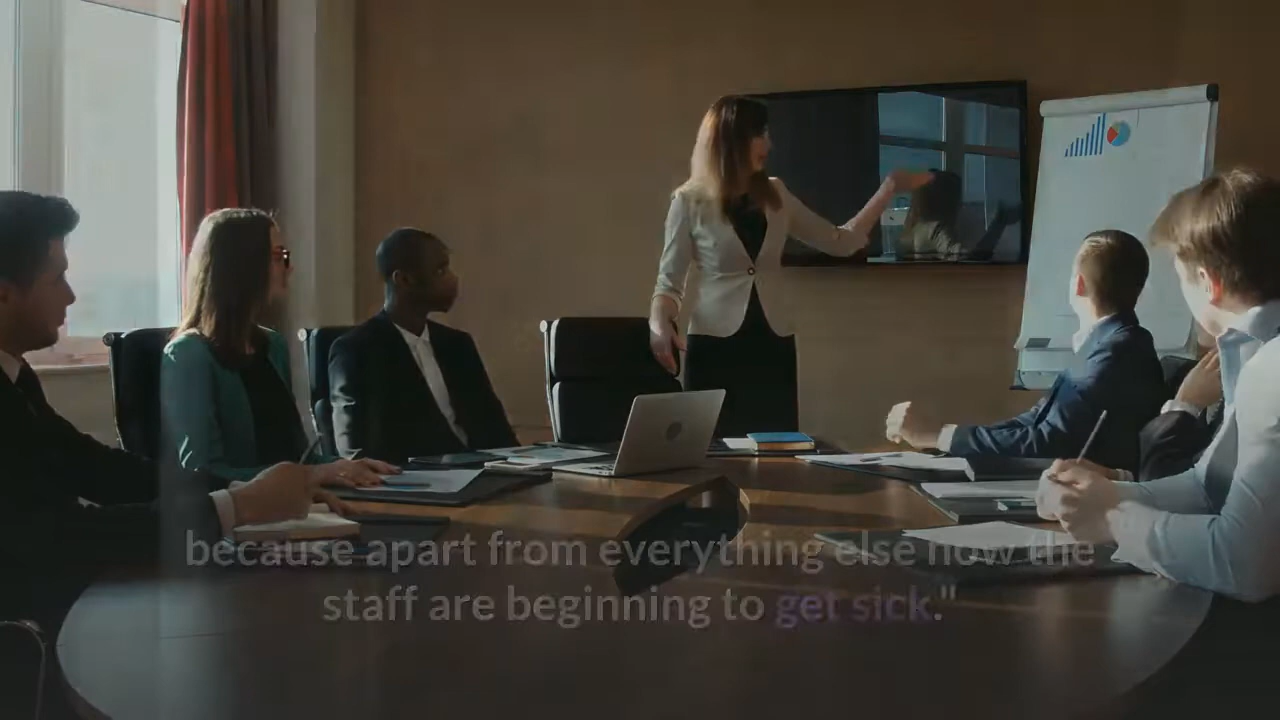 because apart from everything else now the
staff are beginning to get sick."